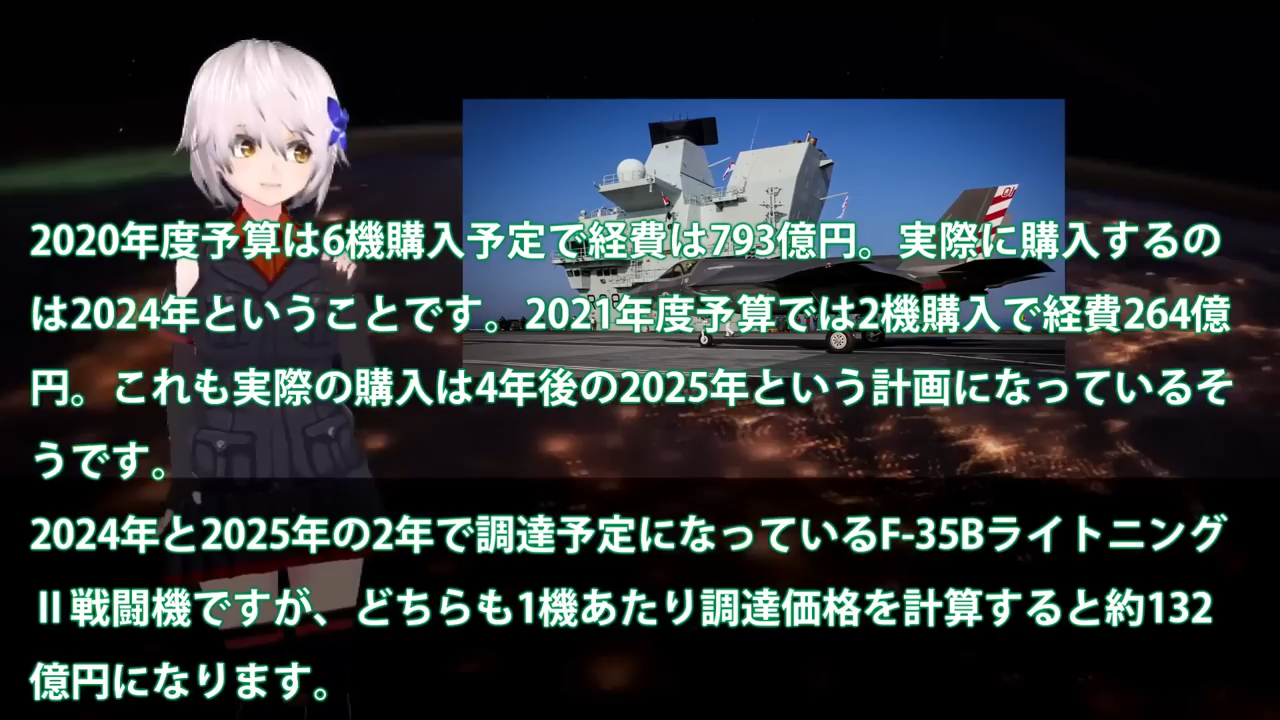 2020年度予算は6機購入予定で経費は793億円。実際に購入するの
は2024年ということです。2021年度予算では2機購入で経費264億
円。これも実際の購入は4年後の2025年という計画になっているそ
うです。
2024年と2025年の2年で調達予定になっているF-35Bライトニング
Ⅱ戦闘機ですが、どちらも1機あたり調達価格を計算すると約132
億円になります。